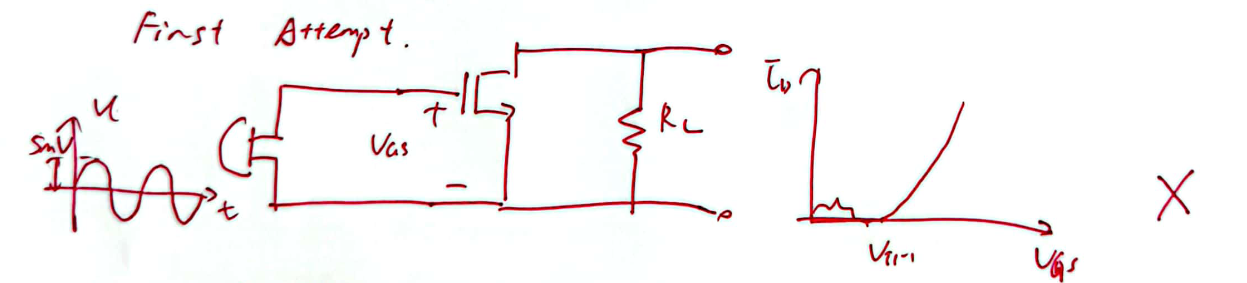 First Attempt.
V
5mV
t
+
VGS
-
RL
ID
VTH
VGS
X